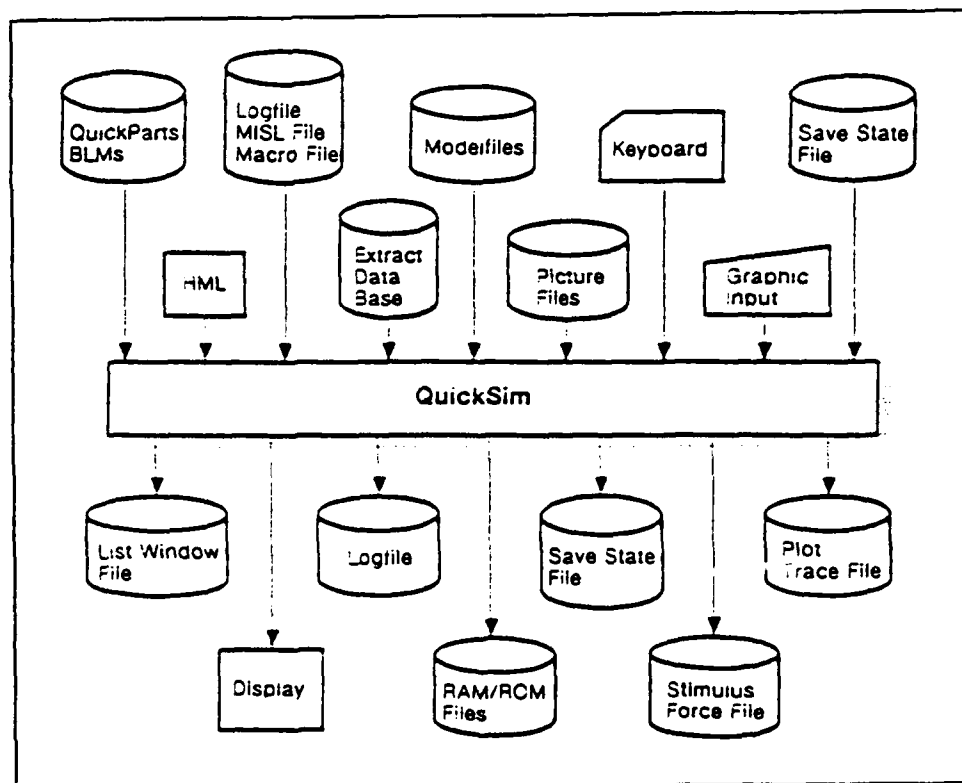 QuickParts
BLMs
Logfile
MISL File
Macro File
Modelfiles
Keyboard
Save State
File
HML
Extract
Data
Base
Picture
Files
Graphic
Input
QuickSim
List Window
File
Logfile
Save State
File
Plot
Trace File
Display
RAM/ROM
Files
Stimulus
Force File